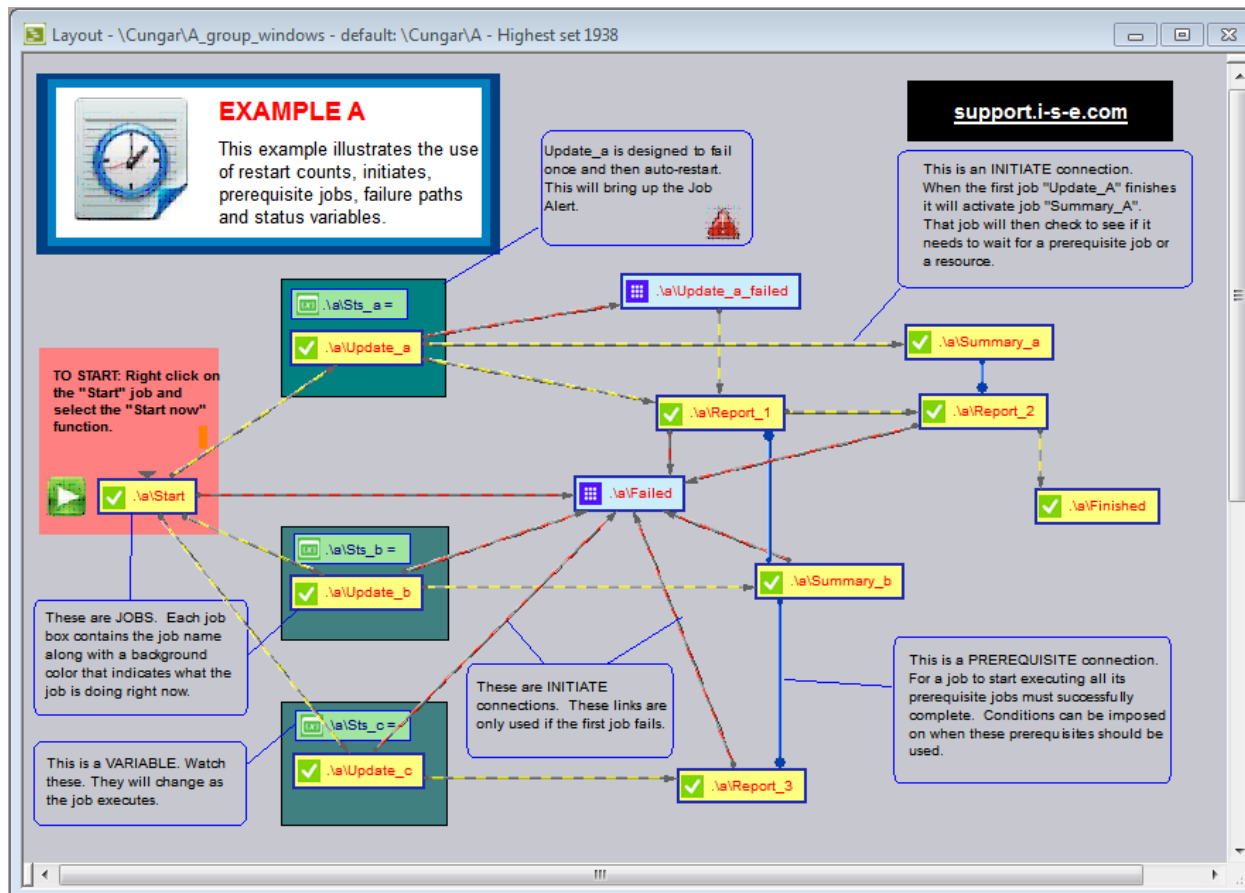 Layout - \Cungar\A_group_windows - default: \Cungar\A - Highest set 1938
EXAMPLE A
This example illustrates the use
of restart counts, initiates,
prerequisite jobs, failure paths
and status variables.
support.i-s-e.com
Update_a is designed to fail
once and then auto-restart.
This will bring up the Job
Alert.
This is an INITIATE connection.
When the first job "Update_A" finishes
it will activate job "Summary_A".
That job will then check to see if it
needs to wait for a prerequisite job or
a resource.
.\a\Sts_a =
.\a\Update_a
.\a\Update_a_failed
.\a\Summary_a
TO START: Right click on
the "Start" job and
select the "Start now"
function.
.\a\Report_1
.\a\Report_2
.\a\Start
.\a\Failed
.\a\Finished
.\a\Sts_b =
.\a\Update_b
.\a\Summary_b
These are JOBS. Each job
box contains the job name
along with a background
color that indicates what the
job is doing right now.
These are INITIATE
connections. These links are
only used if the first job fails.
This is a PREREQUISITE connection.
For a job to start executing all its
prerequisite jobs must successfully
complete. Conditions can be imposed
on when these prerequisites should be
used.
.\a\Sts_c =
.\a\Update_c
.\a\Report_3
This is a VARIABLE. Watch
these. They will change as
the job executes.